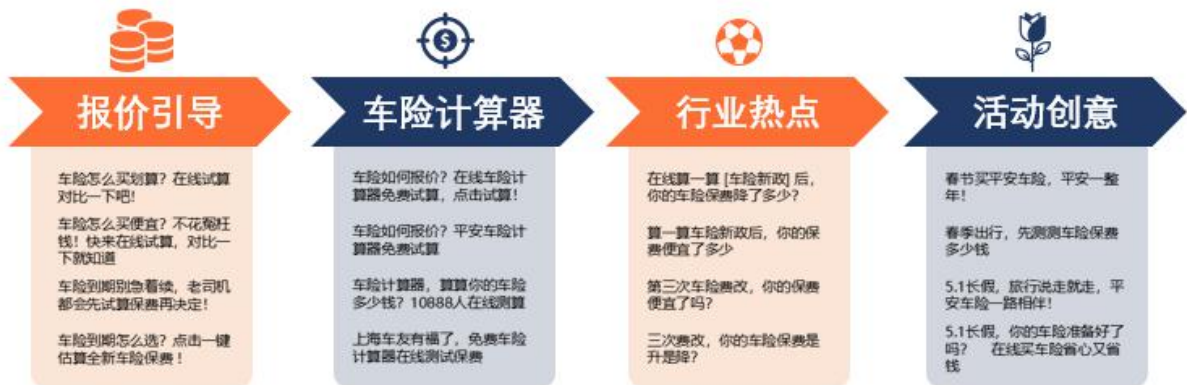 报价引导
车险怎么买划算?在线试算
对比一下吧!
车险怎么买便宜?不花冤枉
钱!快来在线试算,对比一
下就知道
车险到期别急着续,老司机
都会先试算保费再决定!
车险到期怎么选?点击一键
估算全新车险保费!
车险计算器
车险如何报价?在线车险计
算器免费试算,点击试算!
车险如何报价?平安车险计
算器免费试算
车险计算器,算算你的车险
多少钱?10888人在线测算
上海车友有福了,免费车险
计算器在线测试保费
行业热点
在线算一算 [车险新政] 后,
你的车险保费降了多少?
算一算车险新政后,你的保
费便宜了多少
第三次车险费改,你的保费
便宜了吗?
三次费改,你的车险保费是
升是降?
活动创意
春节买平安车险,平安一整
年!
春季出行,先测测车险保费
多少钱
5.1长假,旅行说走就走,平
安车险一路相伴!
5.1长假,你的车险准备好了
吗? 在线买车险省心又省
钱